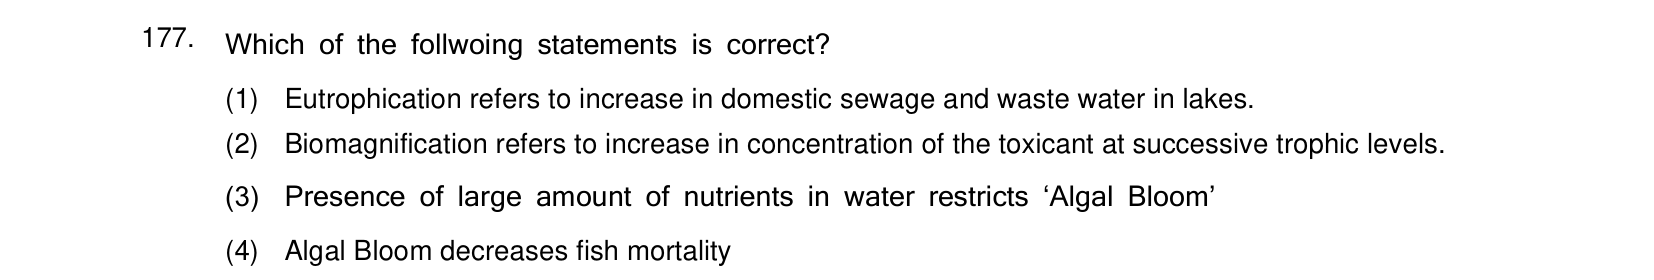 177. Which of the follwoing statements is correct?
(1) Eutrophication refers to increase in domestic sewage and waste water in lakes.
(2) Biomagnification refers to increase in concentration of the toxicant at successive trophic levels.
(3) Presence of large amount of nutrients in water restricts ‘Algal Bloom’
(4) Algal Bloom decreases fish mortality